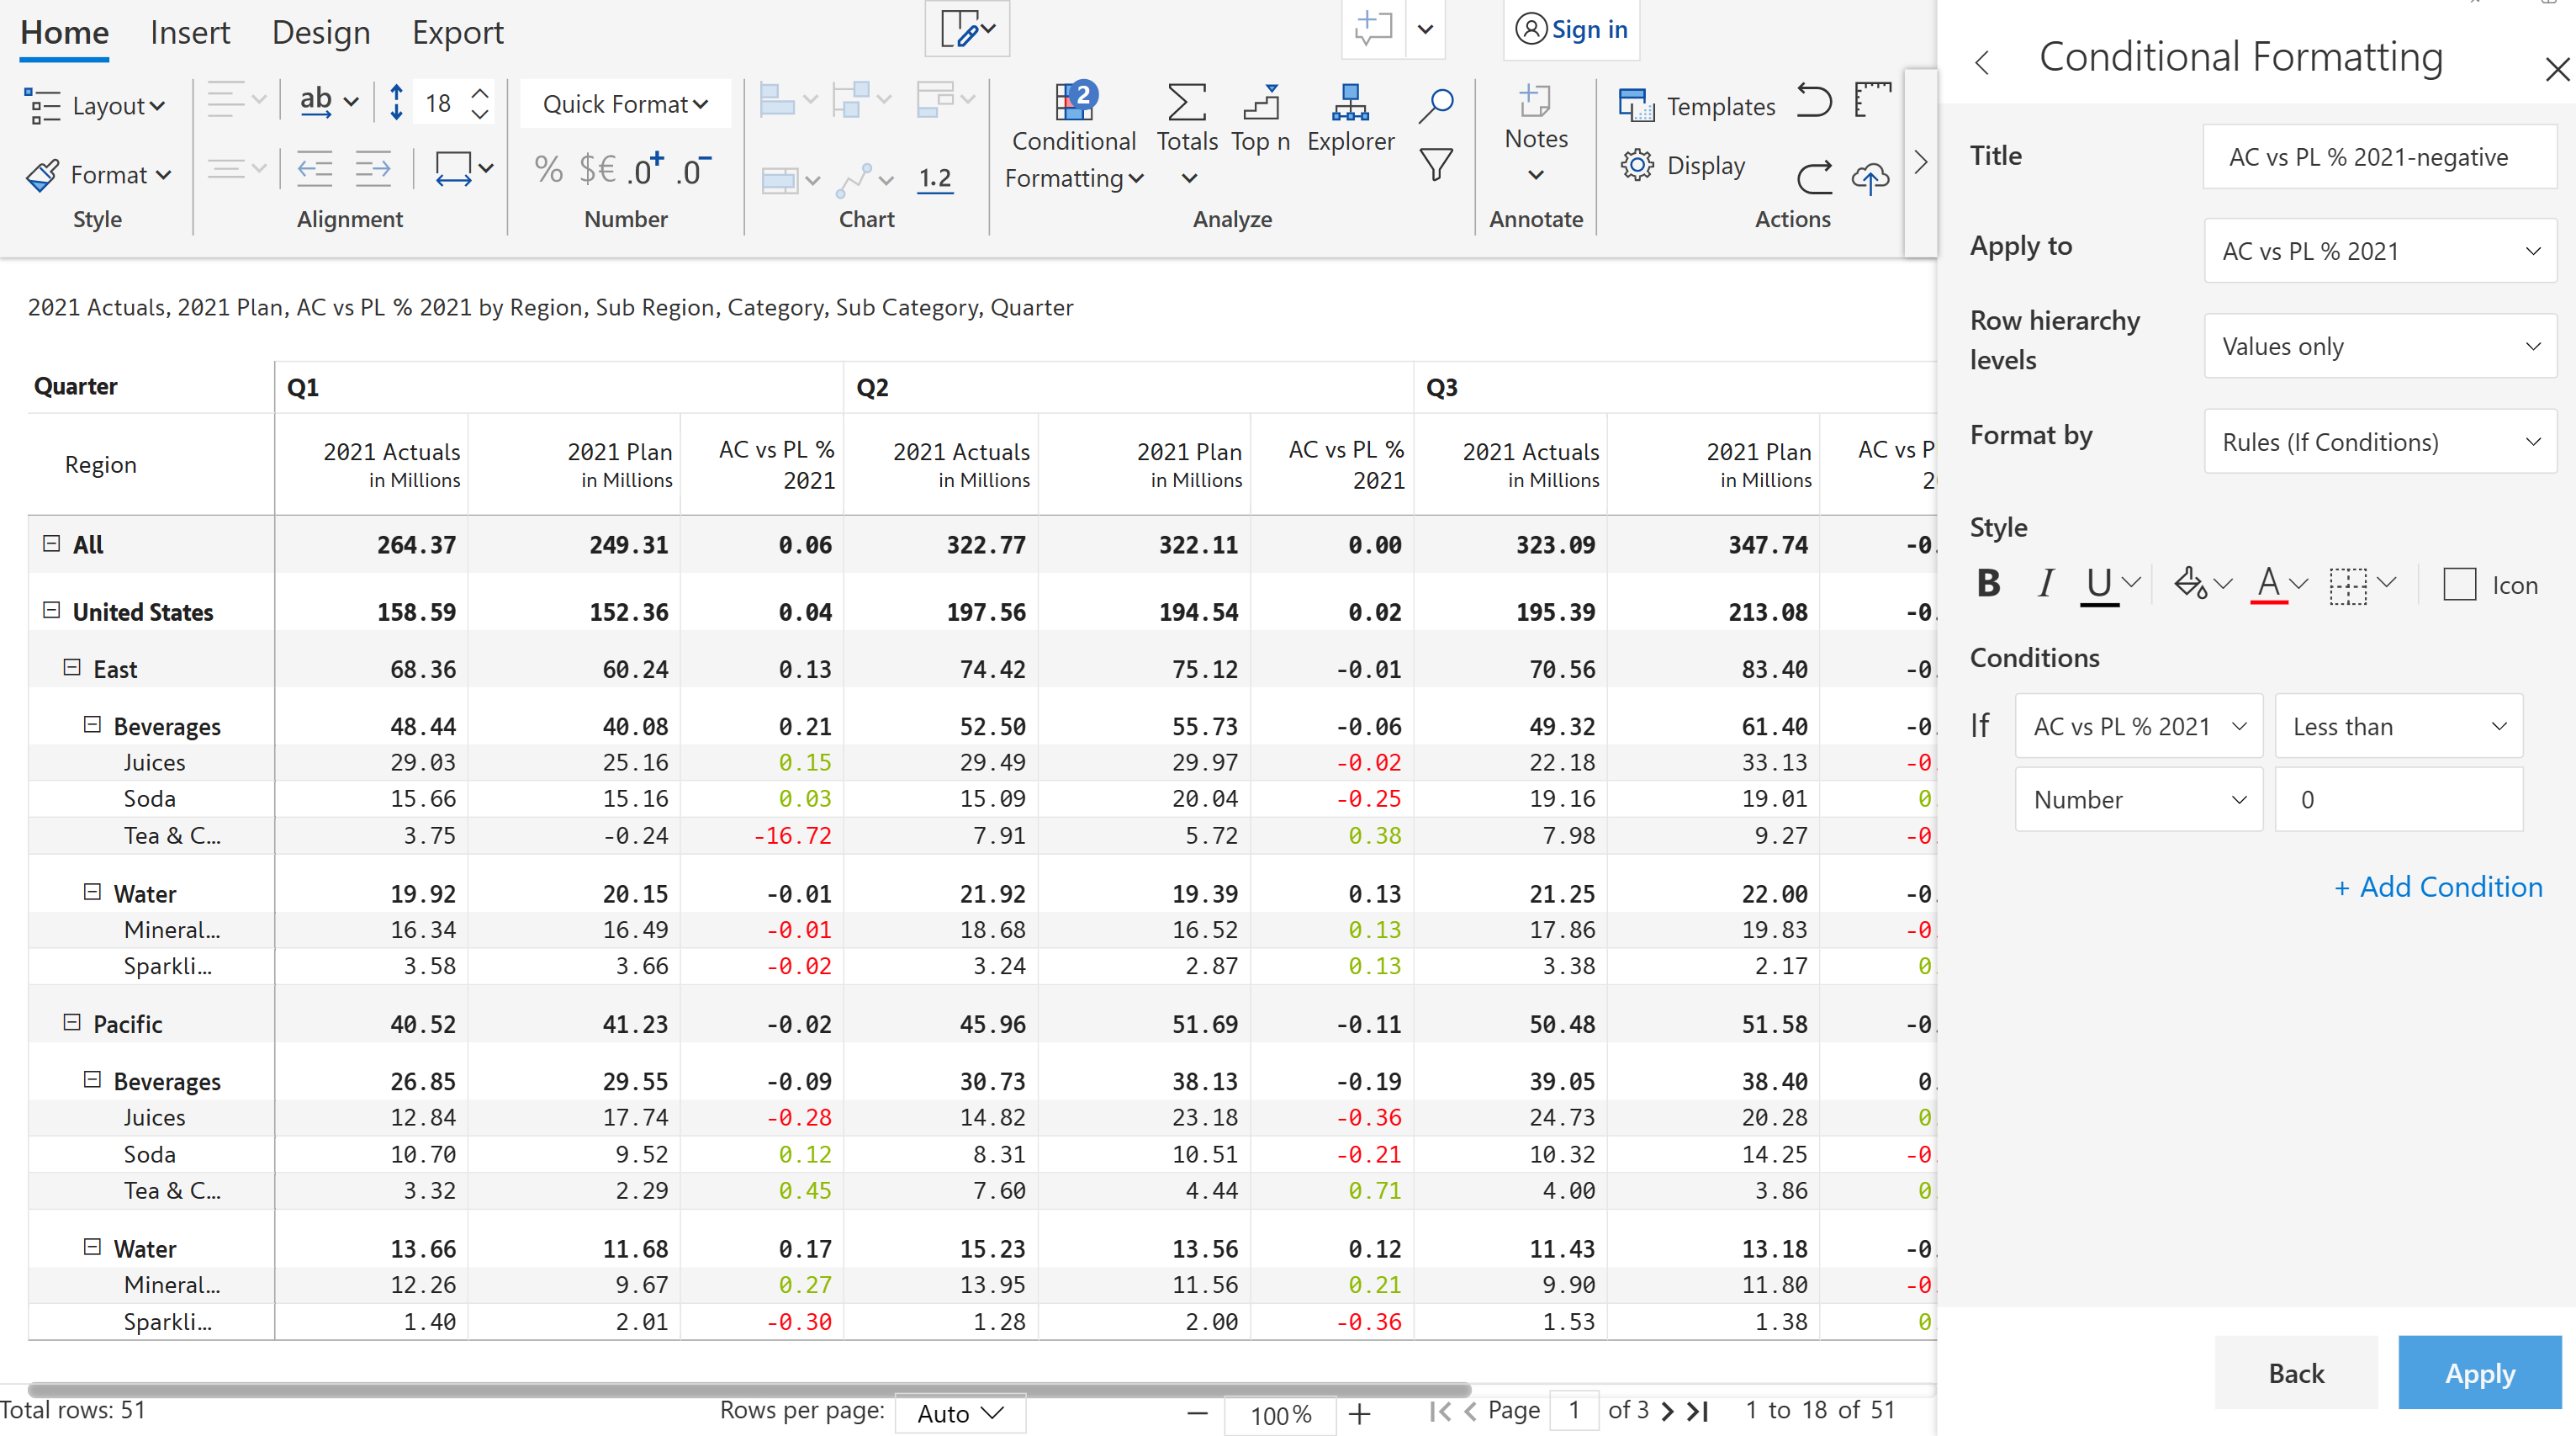 Home Insert Design Export Sign in
Layout ab 18 Quick Format 2 Templates
Conditional Formatting Totals Top n Explorer Notes
Format % $€ .0+ .0- 1.2 Display
Style Alignment Number Chart Analyze Annotate Actions
2021 Actuals, 2021 Plan, AC vs PL % 2021 by Region, Sub Region, Category, Sub Category, Quarter
Quarter Q1 Q2 Q3
Region 2021 Actuals in Millions 2021 Plan in Millions AC vs PL % 2021 2021 Actuals in Millions 2021 Plan in Millions AC vs PL % 2021 2021 Actuals in Millions 2021 Plan in Millions AC vs P 2
All 264.37 249.31 0.06 322.77 322.11 0.00 323.09 347.74 -0.
United States 158.59 152.36 0.04 197.56 194.54 0.02 195.39 213.08 -0.
East 68.36 60.24 0.13 74.42 75.12 -0.01 70.56 83.40 -0.
Beverages 48.44 40.08 0.21 52.50 55.73 -0.06 49.32 61.40 -0.
Juices 29.03 25.16 0.15 29.49 29.97 -0.02 22.18 33.13 -0.
Soda 15.66 15.16 0.03 15.09 20.04 -0.25 19.16 19.01 0.
Tea & C... 3.75 -0.24 -16.72 7.91 5.72 0.38 7.98 9.27 -0.
Water 19.92 20.15 -0.01 21.92 19.39 0.13 21.25 22.00 -0.
Mineral... 16.34 16.49 -0.01 18.68 16.52 0.13 17.86 19.83 -0.
Sparkli... 3.58 3.66 -0.02 3.24 2.87 0.13 3.38 2.17 0.
Pacific 40.52 41.23 -0.02 45.96 51.69 -0.11 50.48 51.58 -0.
Beverages 26.85 29.55 -0.09 30.73 38.13 -0.19 39.05 38.40 0.
Juices 12.84 17.74 -0.28 14.82 23.18 -0.36 24.73 20.28 0.
Soda 10.70 9.52 0.12 8.31 10.51 -0.21 10.32 14.25 -0.
Tea & C... 3.32 2.29 0.45 7.60 4.44 0.71 4.00 3.86 0.
Water 13.66 11.68 0.17 15.23 13.56 0.12 11.43 13.18 -0.
Mineral... 12.26 9.67 0.27 13.95 11.56 0.21 9.90 11.80 -0.
Sparkli... 1.40 2.01 -0.30 1.28 2.00 -0.36 1.53 1.38 0.
Total rows: 51 Rows per page: Auto 100% Page 1 of 3 1 to 18 of 51
Conditional Formatting
Title AC vs PL % 2021-negative
Apply to AC vs PL % 2021
Row hierarchy levels Values only
Format by Rules (If Conditions)
Style
B I U A Icon
Conditions
If AC vs PL % 2021 Less than
Number 0
+ Add Condition
Back Apply